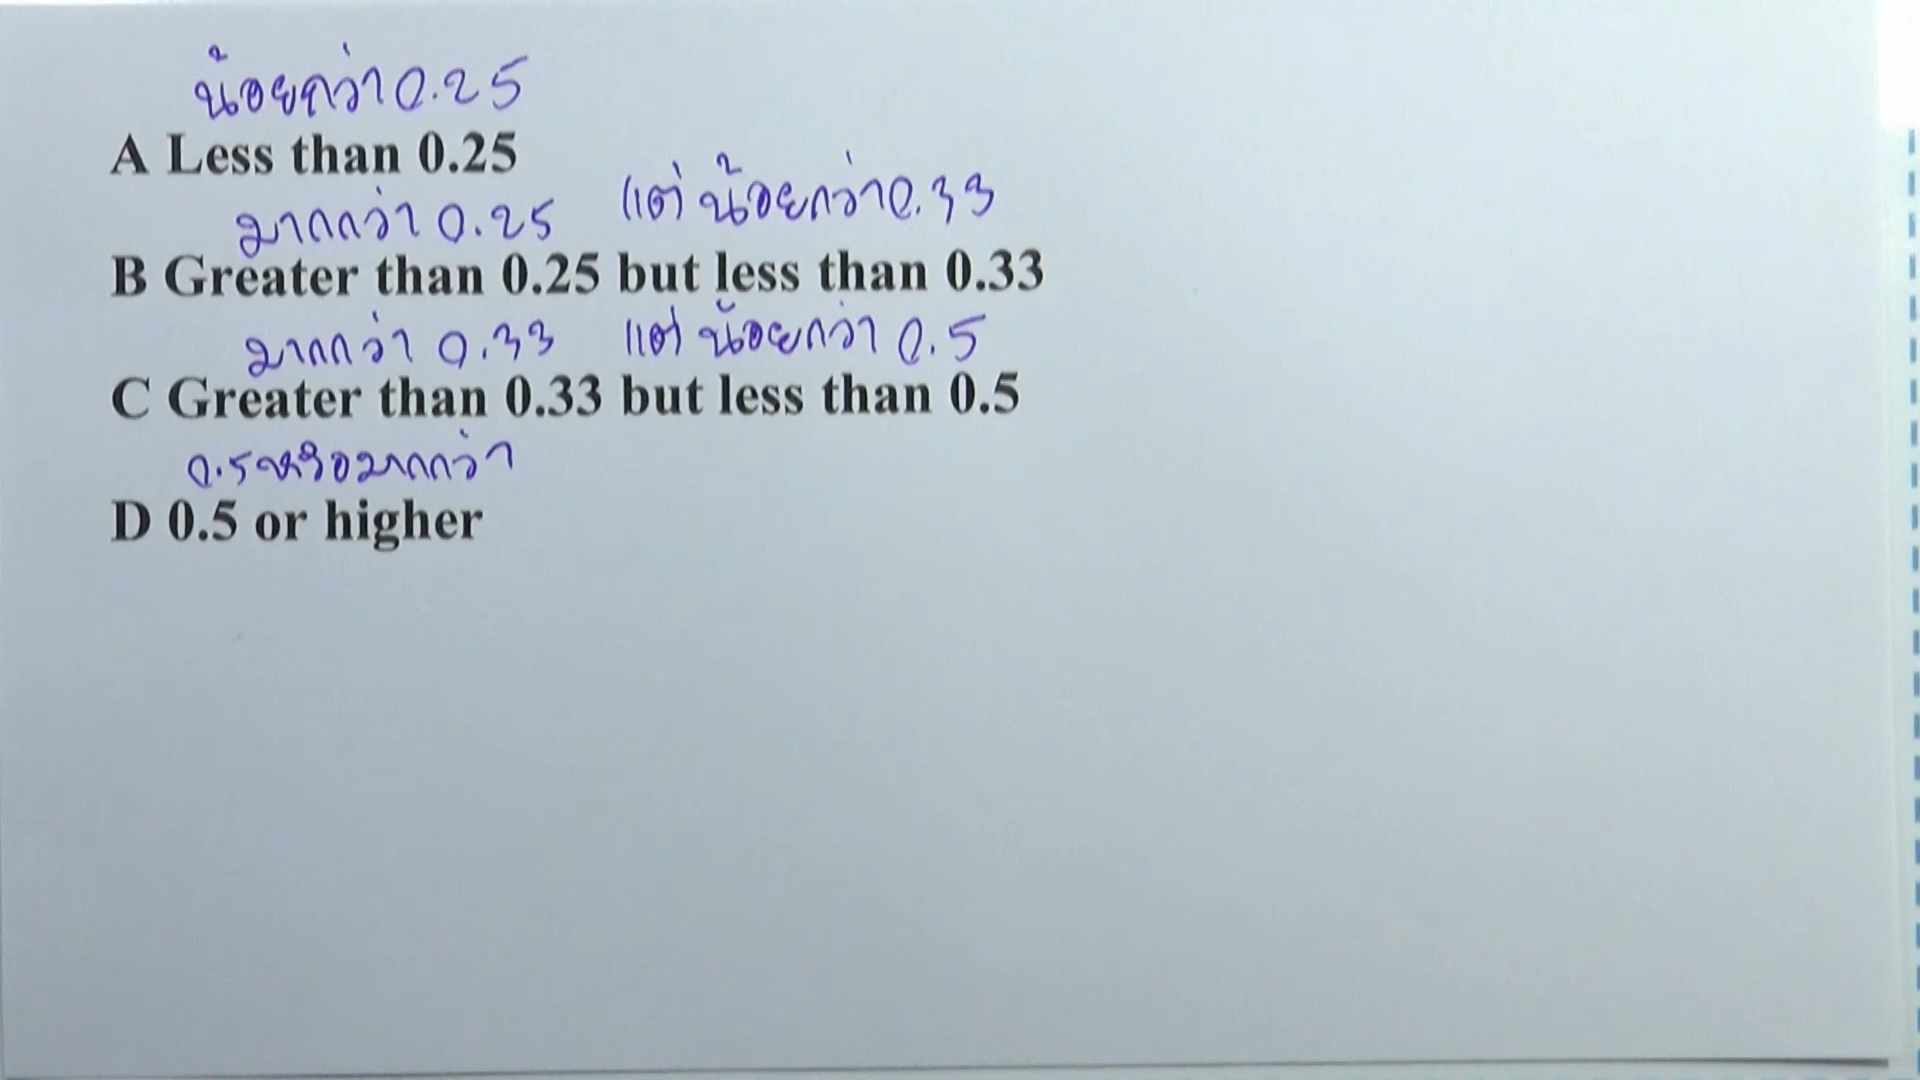 น้อยกว่า 0.25
A Less than 0.25
มากกว่า 0.25 แต่ น้อยกว่า 0.33
B Greater than 0.25 but less than 0.33
มากกว่า 0.33 แต่ น้อยกว่า 0.5
C Greater than 0.33 but less than 0.5
0.5 หรือมากกว่า
D 0.5 or higher